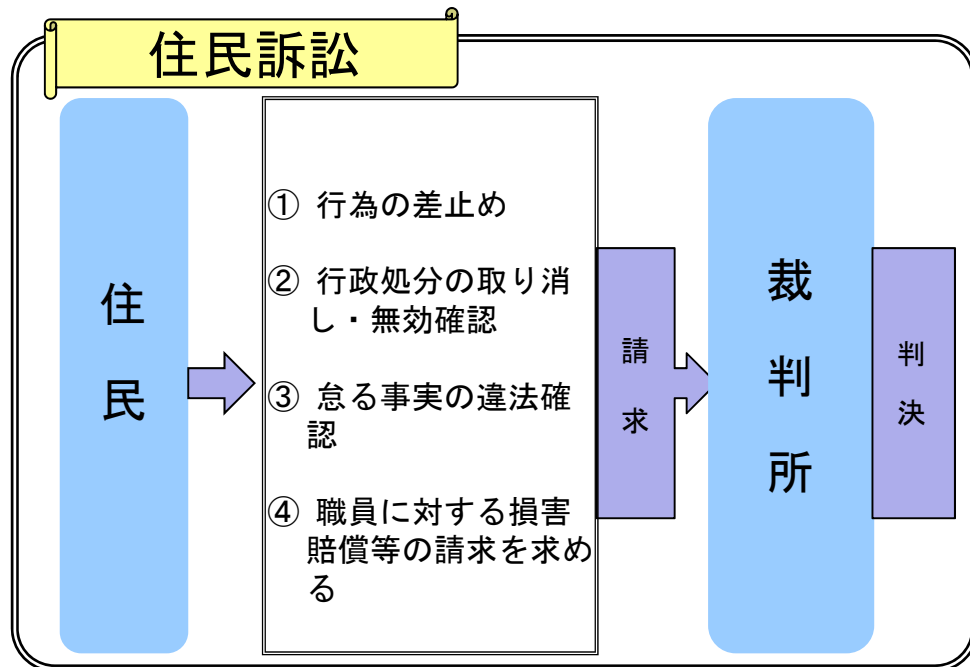 住民訴訟
住民
① 行為の差止め
② 行政処分の取り消
し・無効確認
③ 怠る事実の違法確
認
④ 職員に対する損害
賠償等の請求を求め
る
請求
裁判所
判決